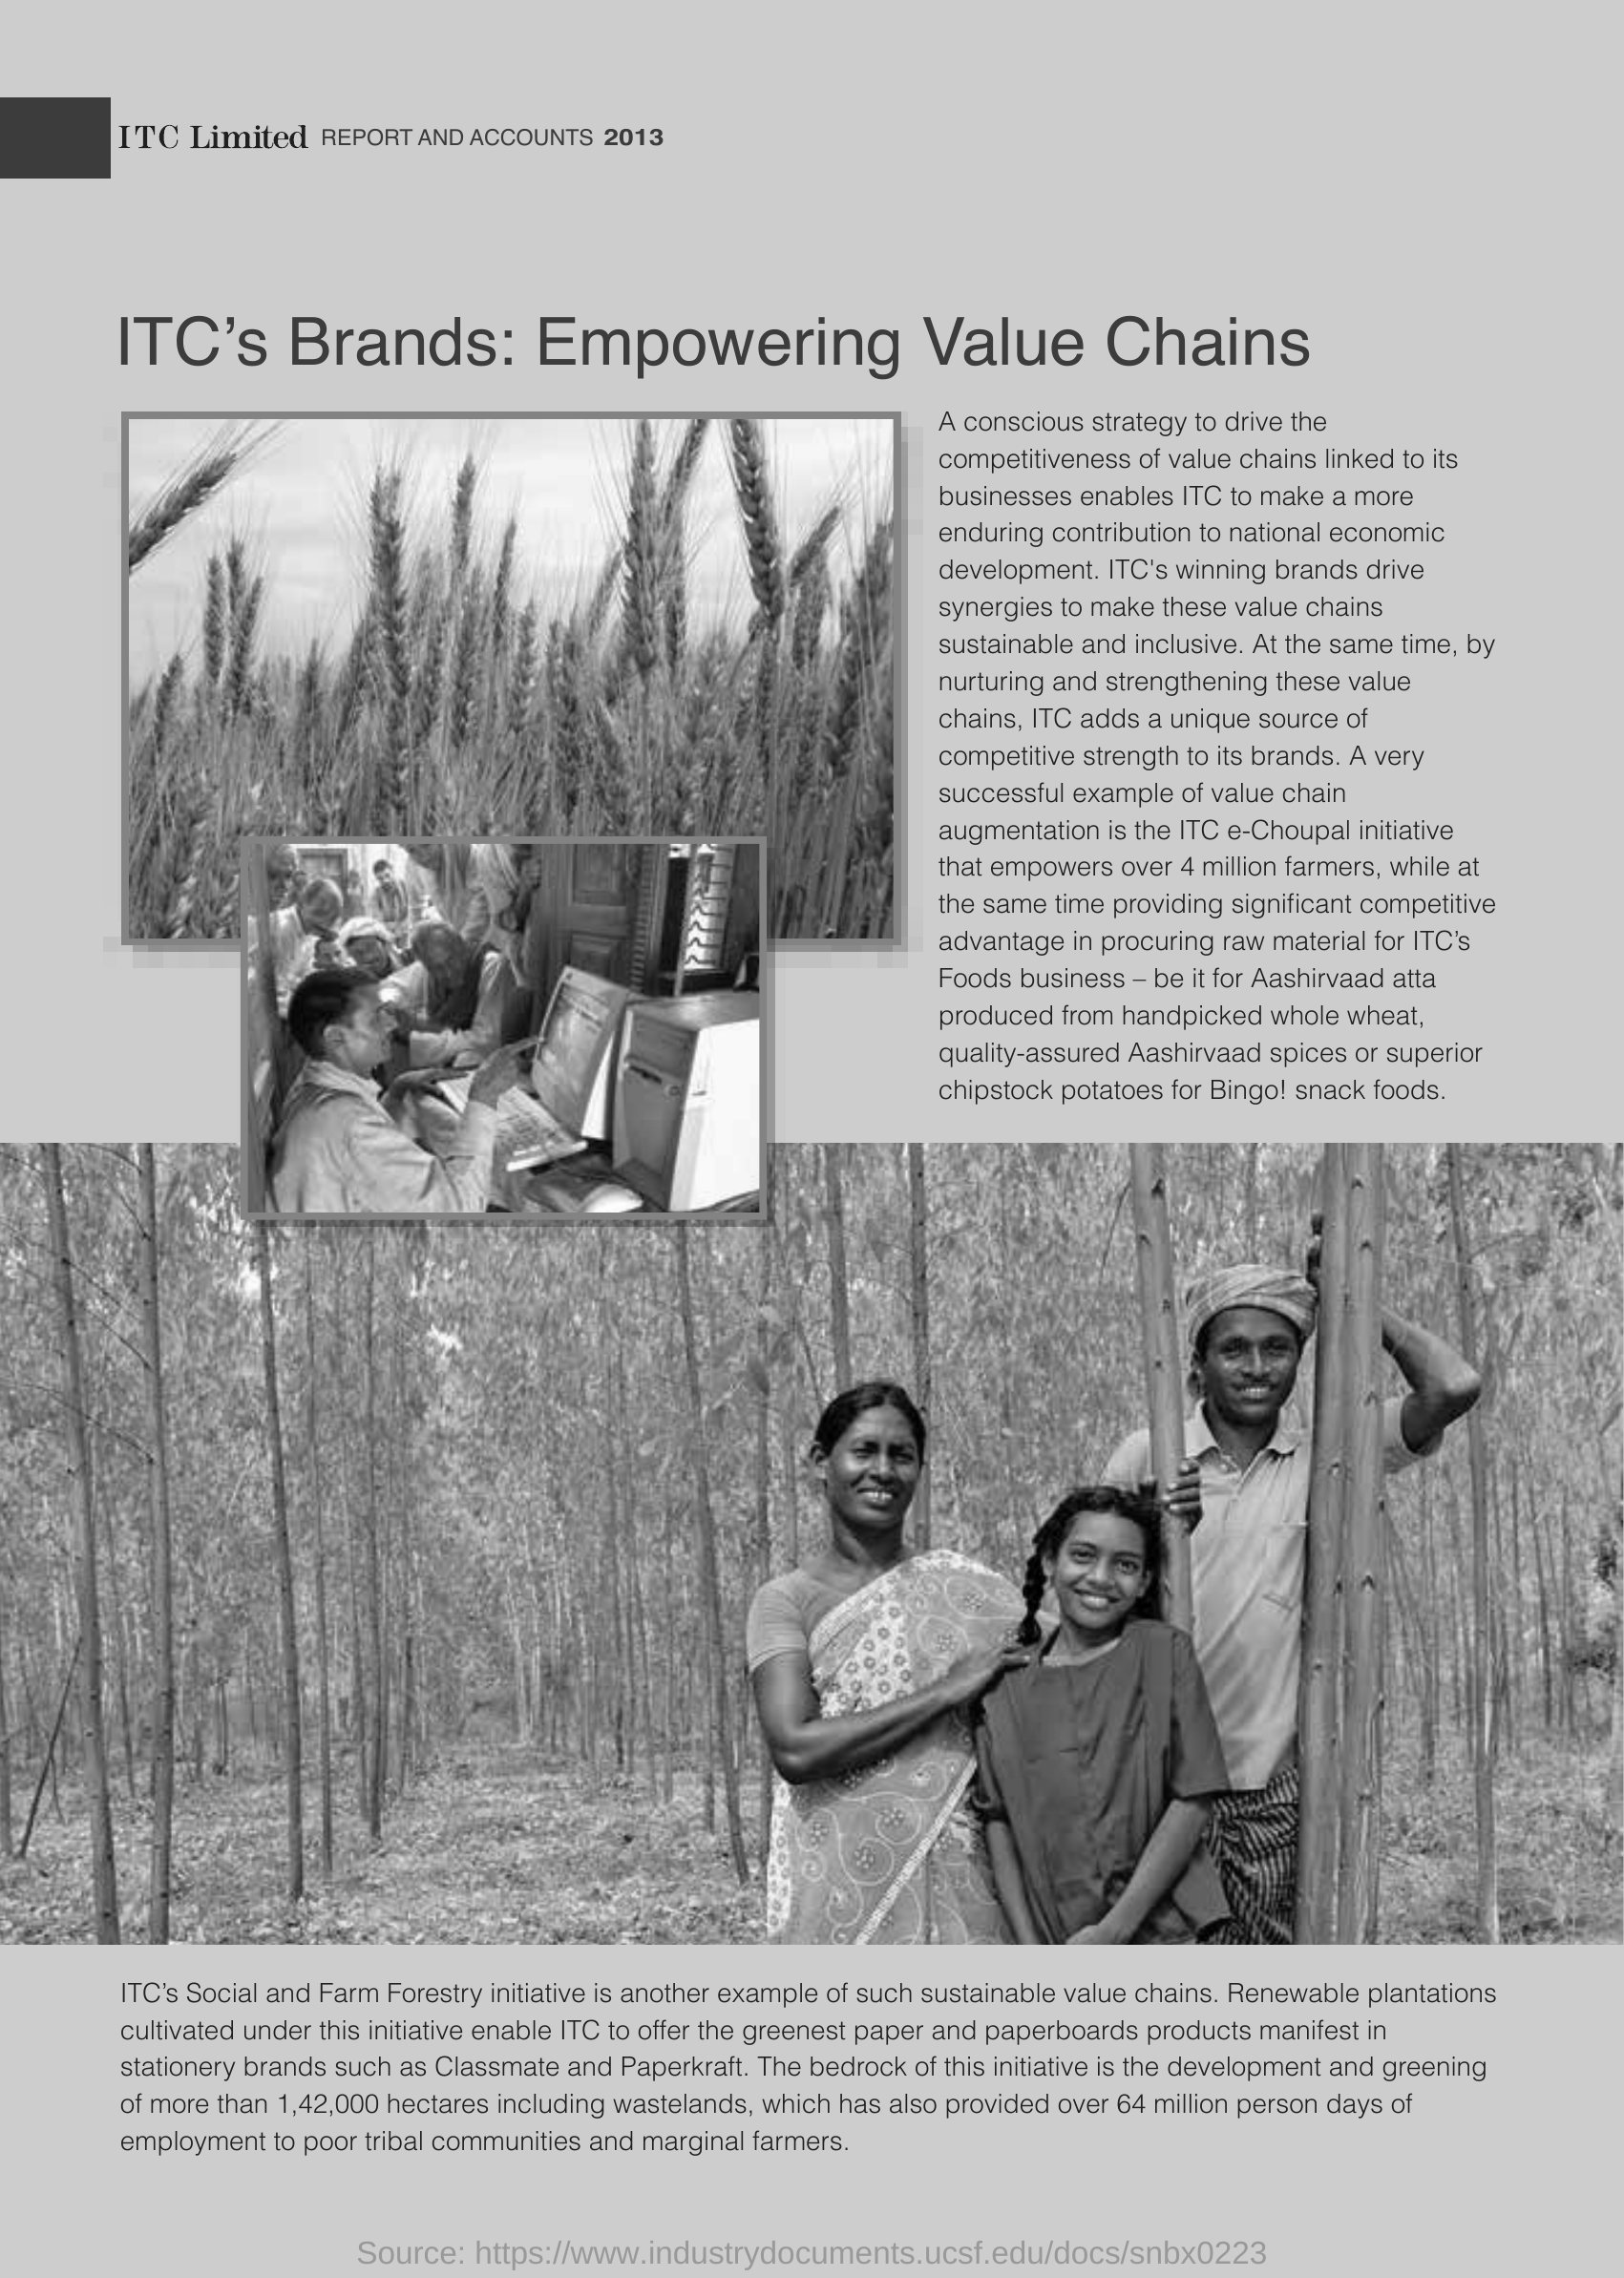 ITC Limited REPORT AND ACCOUNTS 2013
ITC’s Brands: Empowering Value Chains
A conscious strategy to drive the
competitiveness of value chains linked to its
businesses enables ITC to make a more
enduring contribution to national economic
development. ITC's winning brands drive
synergies to make these value chains
sustainable and inclusive. At the same time, by
nurturing and strengthening these value
chains, ITC adds a unique source of
competitive strength to its brands. A very
successful example of value chain
augmentation is the ITC e-Choupal initiative
that empowers over 4 million farmers, while at
the same time providing significant competitive
advantage in procuring raw material for ITC’s
Foods business – be it for Aashirvaad atta
produced from handpicked whole wheat,
quality-assured Aashirvaad spices or superior
chipstock potatoes for Bingo! snack foods.
ITC’s Social and Farm Forestry initiative is another example of such sustainable value chains. Renewable plantations
cultivated under this initiative enable ITC to offer the greenest paper and paperboards products manifest in
stationery brands such as Classmate and Paperkraft. The bedrock of this initiative is the development and greening
of more than 1,42,000 hectares including wastelands, which has also provided over 64 million person days of
employment to poor tribal communities and marginal farmers.
Source: https://www.industrydocuments.ucsf.edu/docs/snbx0223